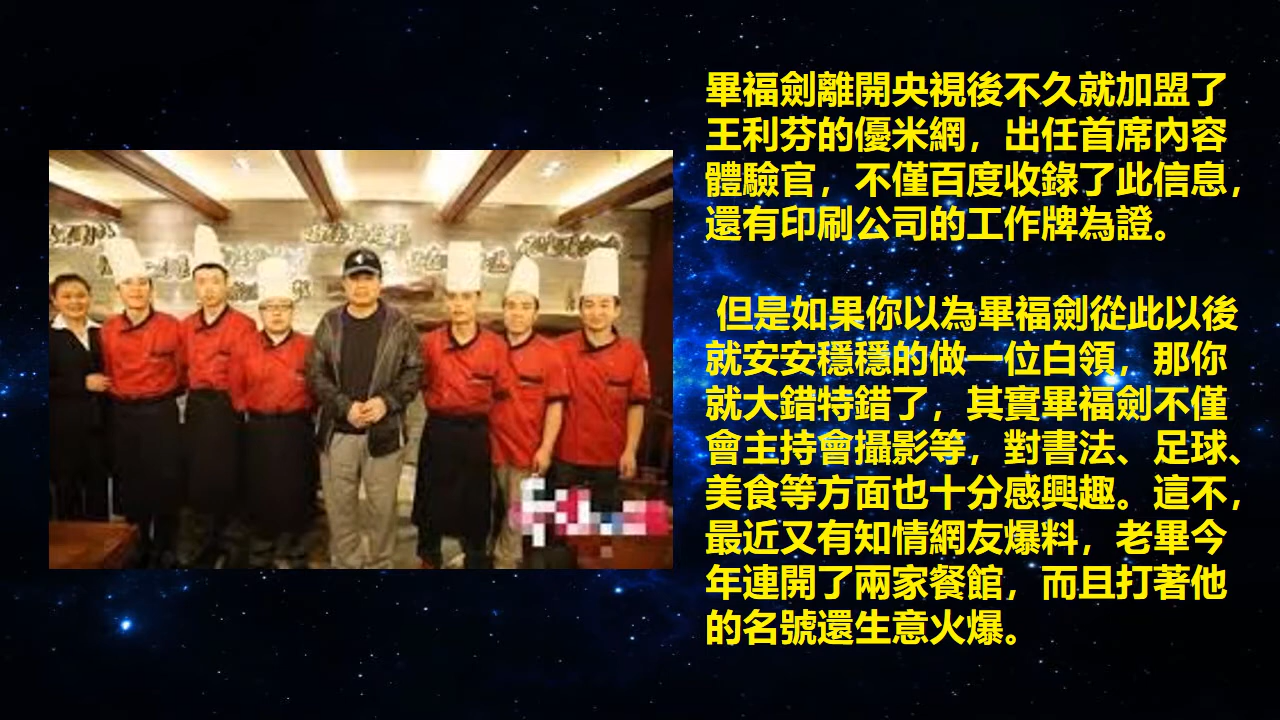 畢福劍離開央視後不久就加盟了
王利芬的優米網，出任首席內容
體驗官，不僅百度收錄了此信息，
還有印刷公司的工作牌為證。
但是如果你以為畢福劍從此以後
就安安穩穩的做一位白領，那你
就大錯特錯了，其實畢福劍不僅
會主持會攝影等，對書法、足球、
美食等方面也十分感興趣。這不，
最近又有知情網友爆料，老畢今
年連開了兩家餐館，而且打著他
的名號還生意火爆。